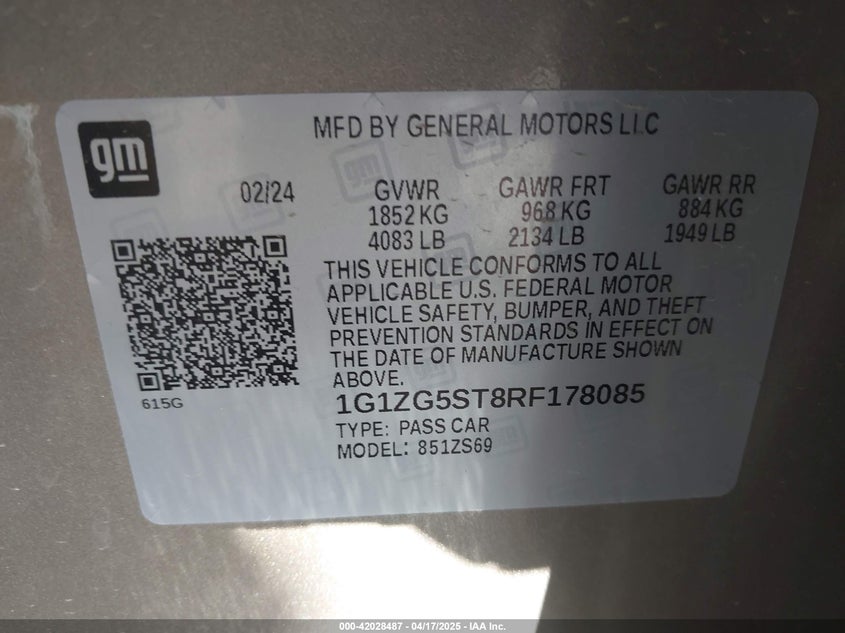 gm
MFD BY GENERAL MOTORS LLC
02/24
GVWR GAWR FRT GAWR RR
1852 KG 968 KG 884 KG
4083 LB 2134 LB 1949 LB
THIS VEHICLE CONFORMS TO ALL
APPLICABLE U.S. FEDERAL MOTOR
VEHICLE SAFETY, BUMPER, AND THEFT
PREVENTION STANDARDS IN EFFECT ON
THE DATE OF MANUFACTURE SHOWN
ABOVE.
615G
1G1ZG5ST8RF178085
TYPE: PASS CAR
MODEL: 851ZS69
000-42028487 - 04/17/2025 - IAA Inc.